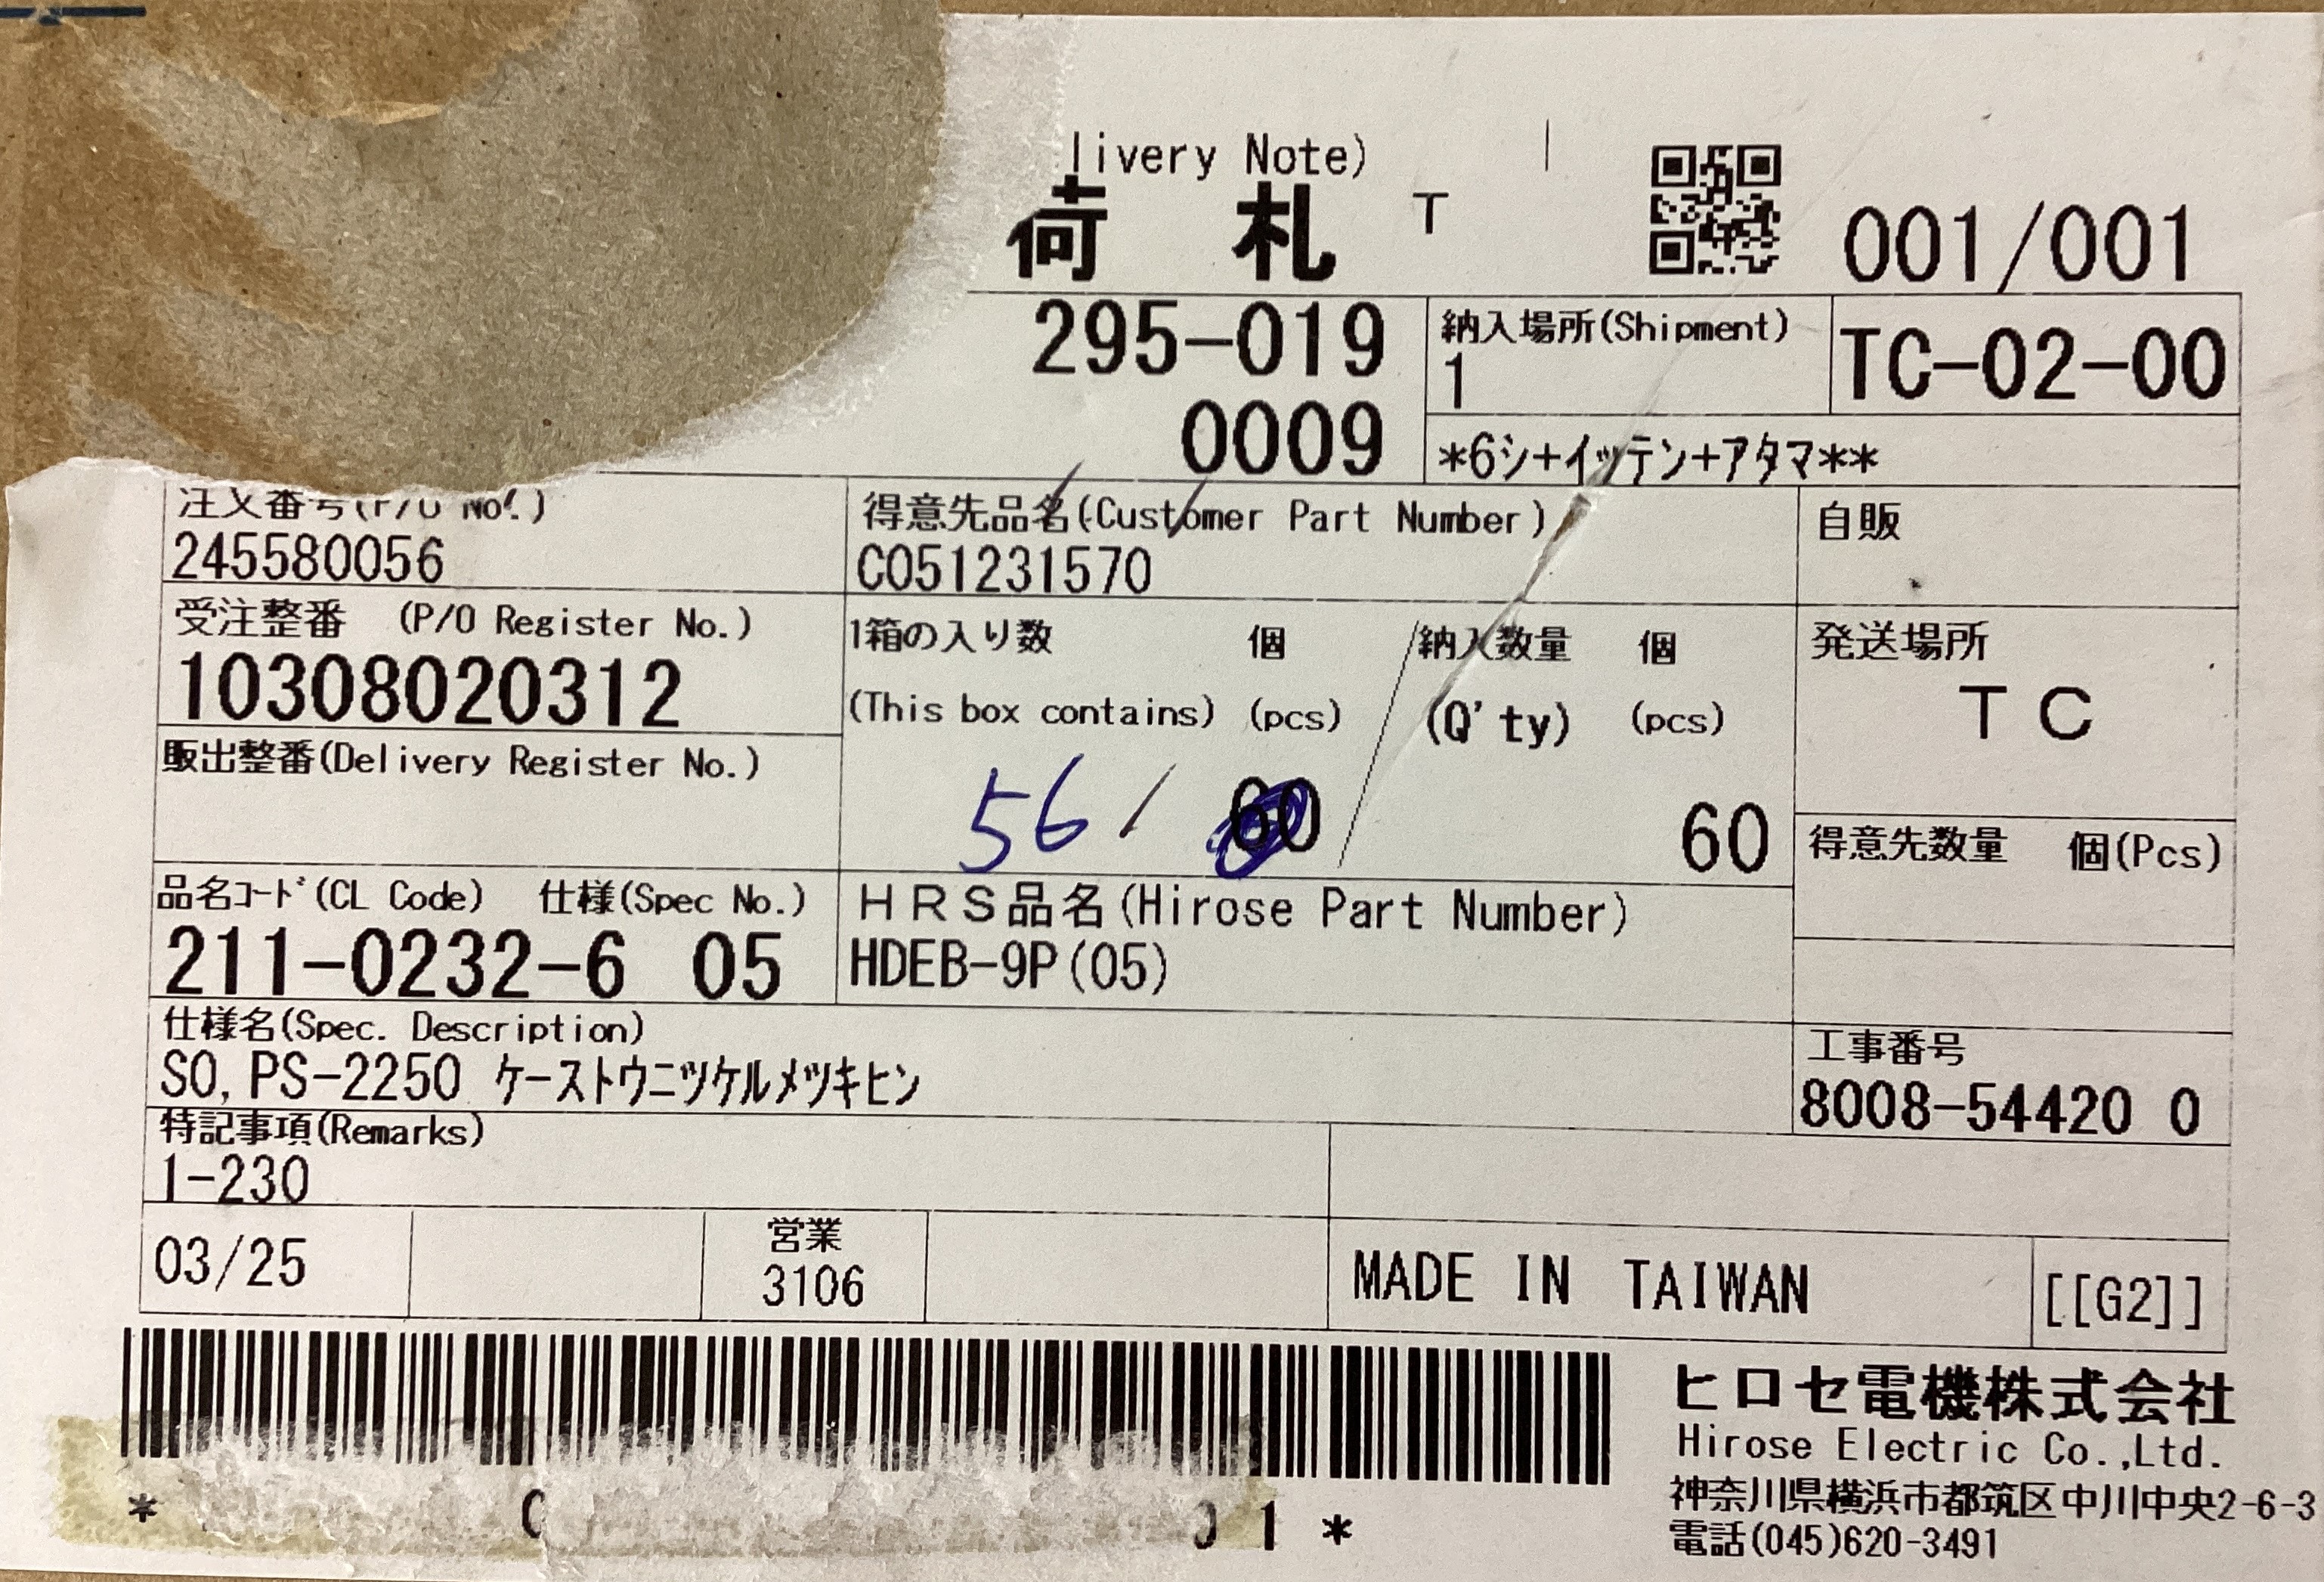 livery Note)
荷 札 T 001/001
295-019
0009
納入場所(Shipment)
1
TC-02-00
*6シ+イッテン+アタマ**
注文番号(P/O No.)
245580056
得意先品名(Customer Part Number)
C051231570
自販
受注整番 (P/O Register No.)
10308020312
1箱の入り数 個
(This box contains) (pcs)
56 / 60
納入数量 個
(Q'ty) (pcs)
60
発送場所
TC
販出整番(Delivery Register No.)
得意先数量 個(Pcs)
品名ｺｰﾄﾞ(CL Code) 仕様(Spec No.)
211-0232-6 05
HRS品名(Hirose Part Number)
HDEB-9P(05)
仕様名(Spec. Description)
SO,PS-2250 ケーストウニツケルメツキヒン
工事番号
8008-54420 0
特記事項(Remarks)
1-230
03/25
営業
3106
MADE IN TAIWAN
[[G2]]
ヒロセ電機株式会社
Hirose Electric Co.,Ltd.
神奈川県横浜市都筑区中川中央2-6-3
電話(045)620-3491
* 1 *